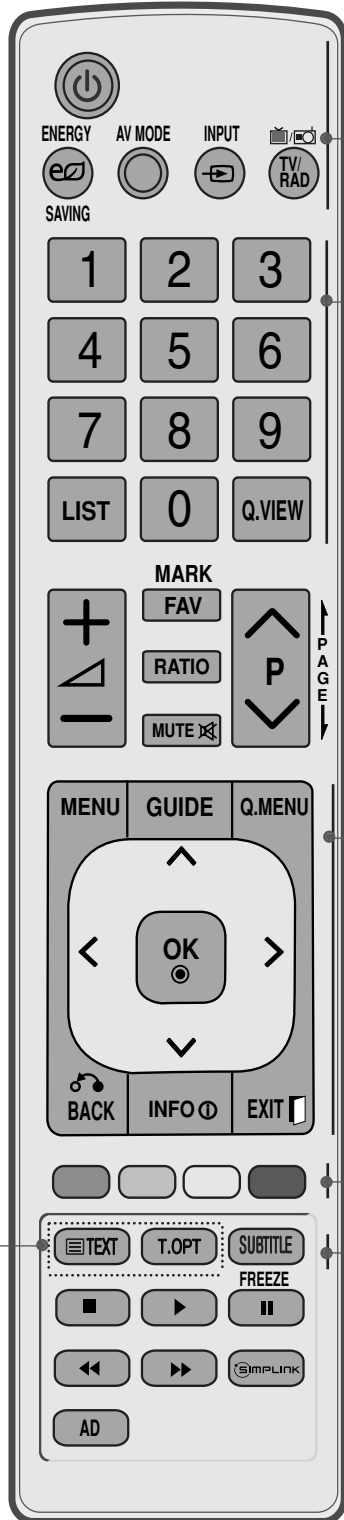 ENERGY AV MODE INPUT
TV/
RAD
SAVING
1 2 3
4 5 6
7 8 9
LIST 0 Q.VIEW
MARK
FAV
RATIO
P
MUTE
PAGE
MENU GUIDE Q.MENU
OK
BACK INFO EXIT
TEXT T.OPT SUBTITLE
FREEZE
SIMPLINK
AD